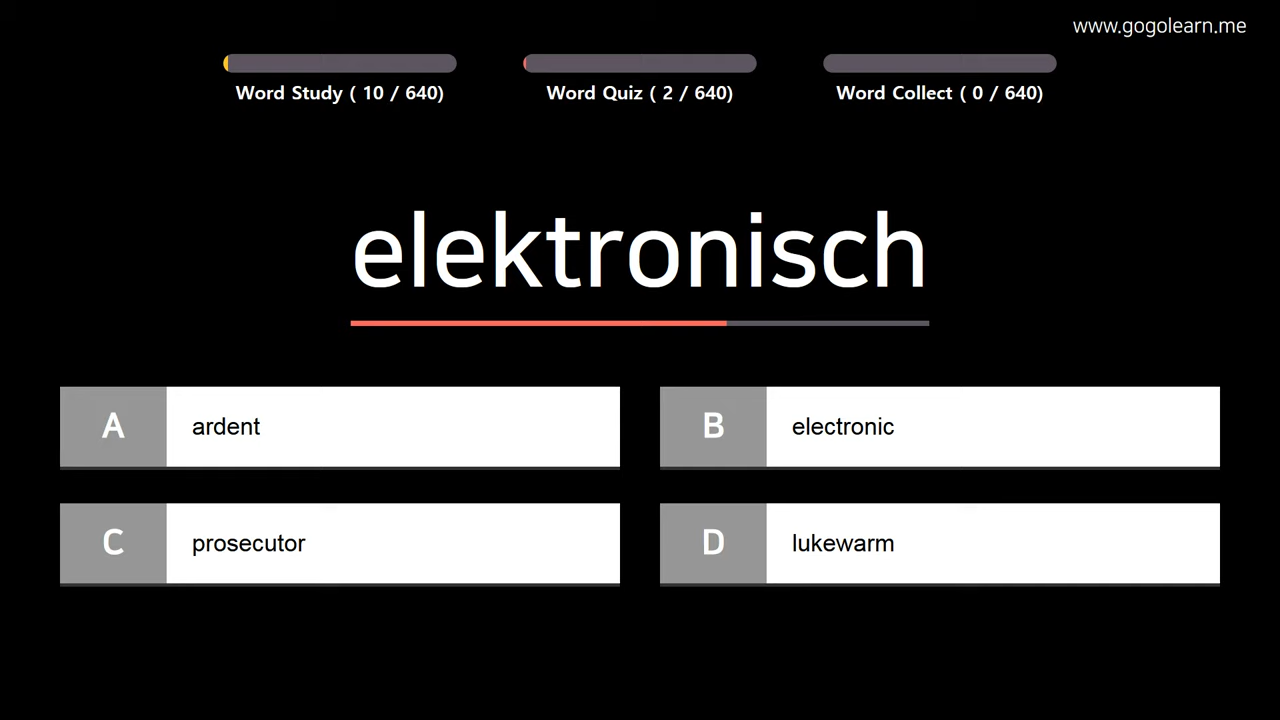 www.gogolearn.me
Word Study ( 10 / 640)
Word Quiz ( 2 / 640)
Word Collect ( 0 / 640)
elektronisch
A ardent
B electronic
C prosecutor
D lukewarm